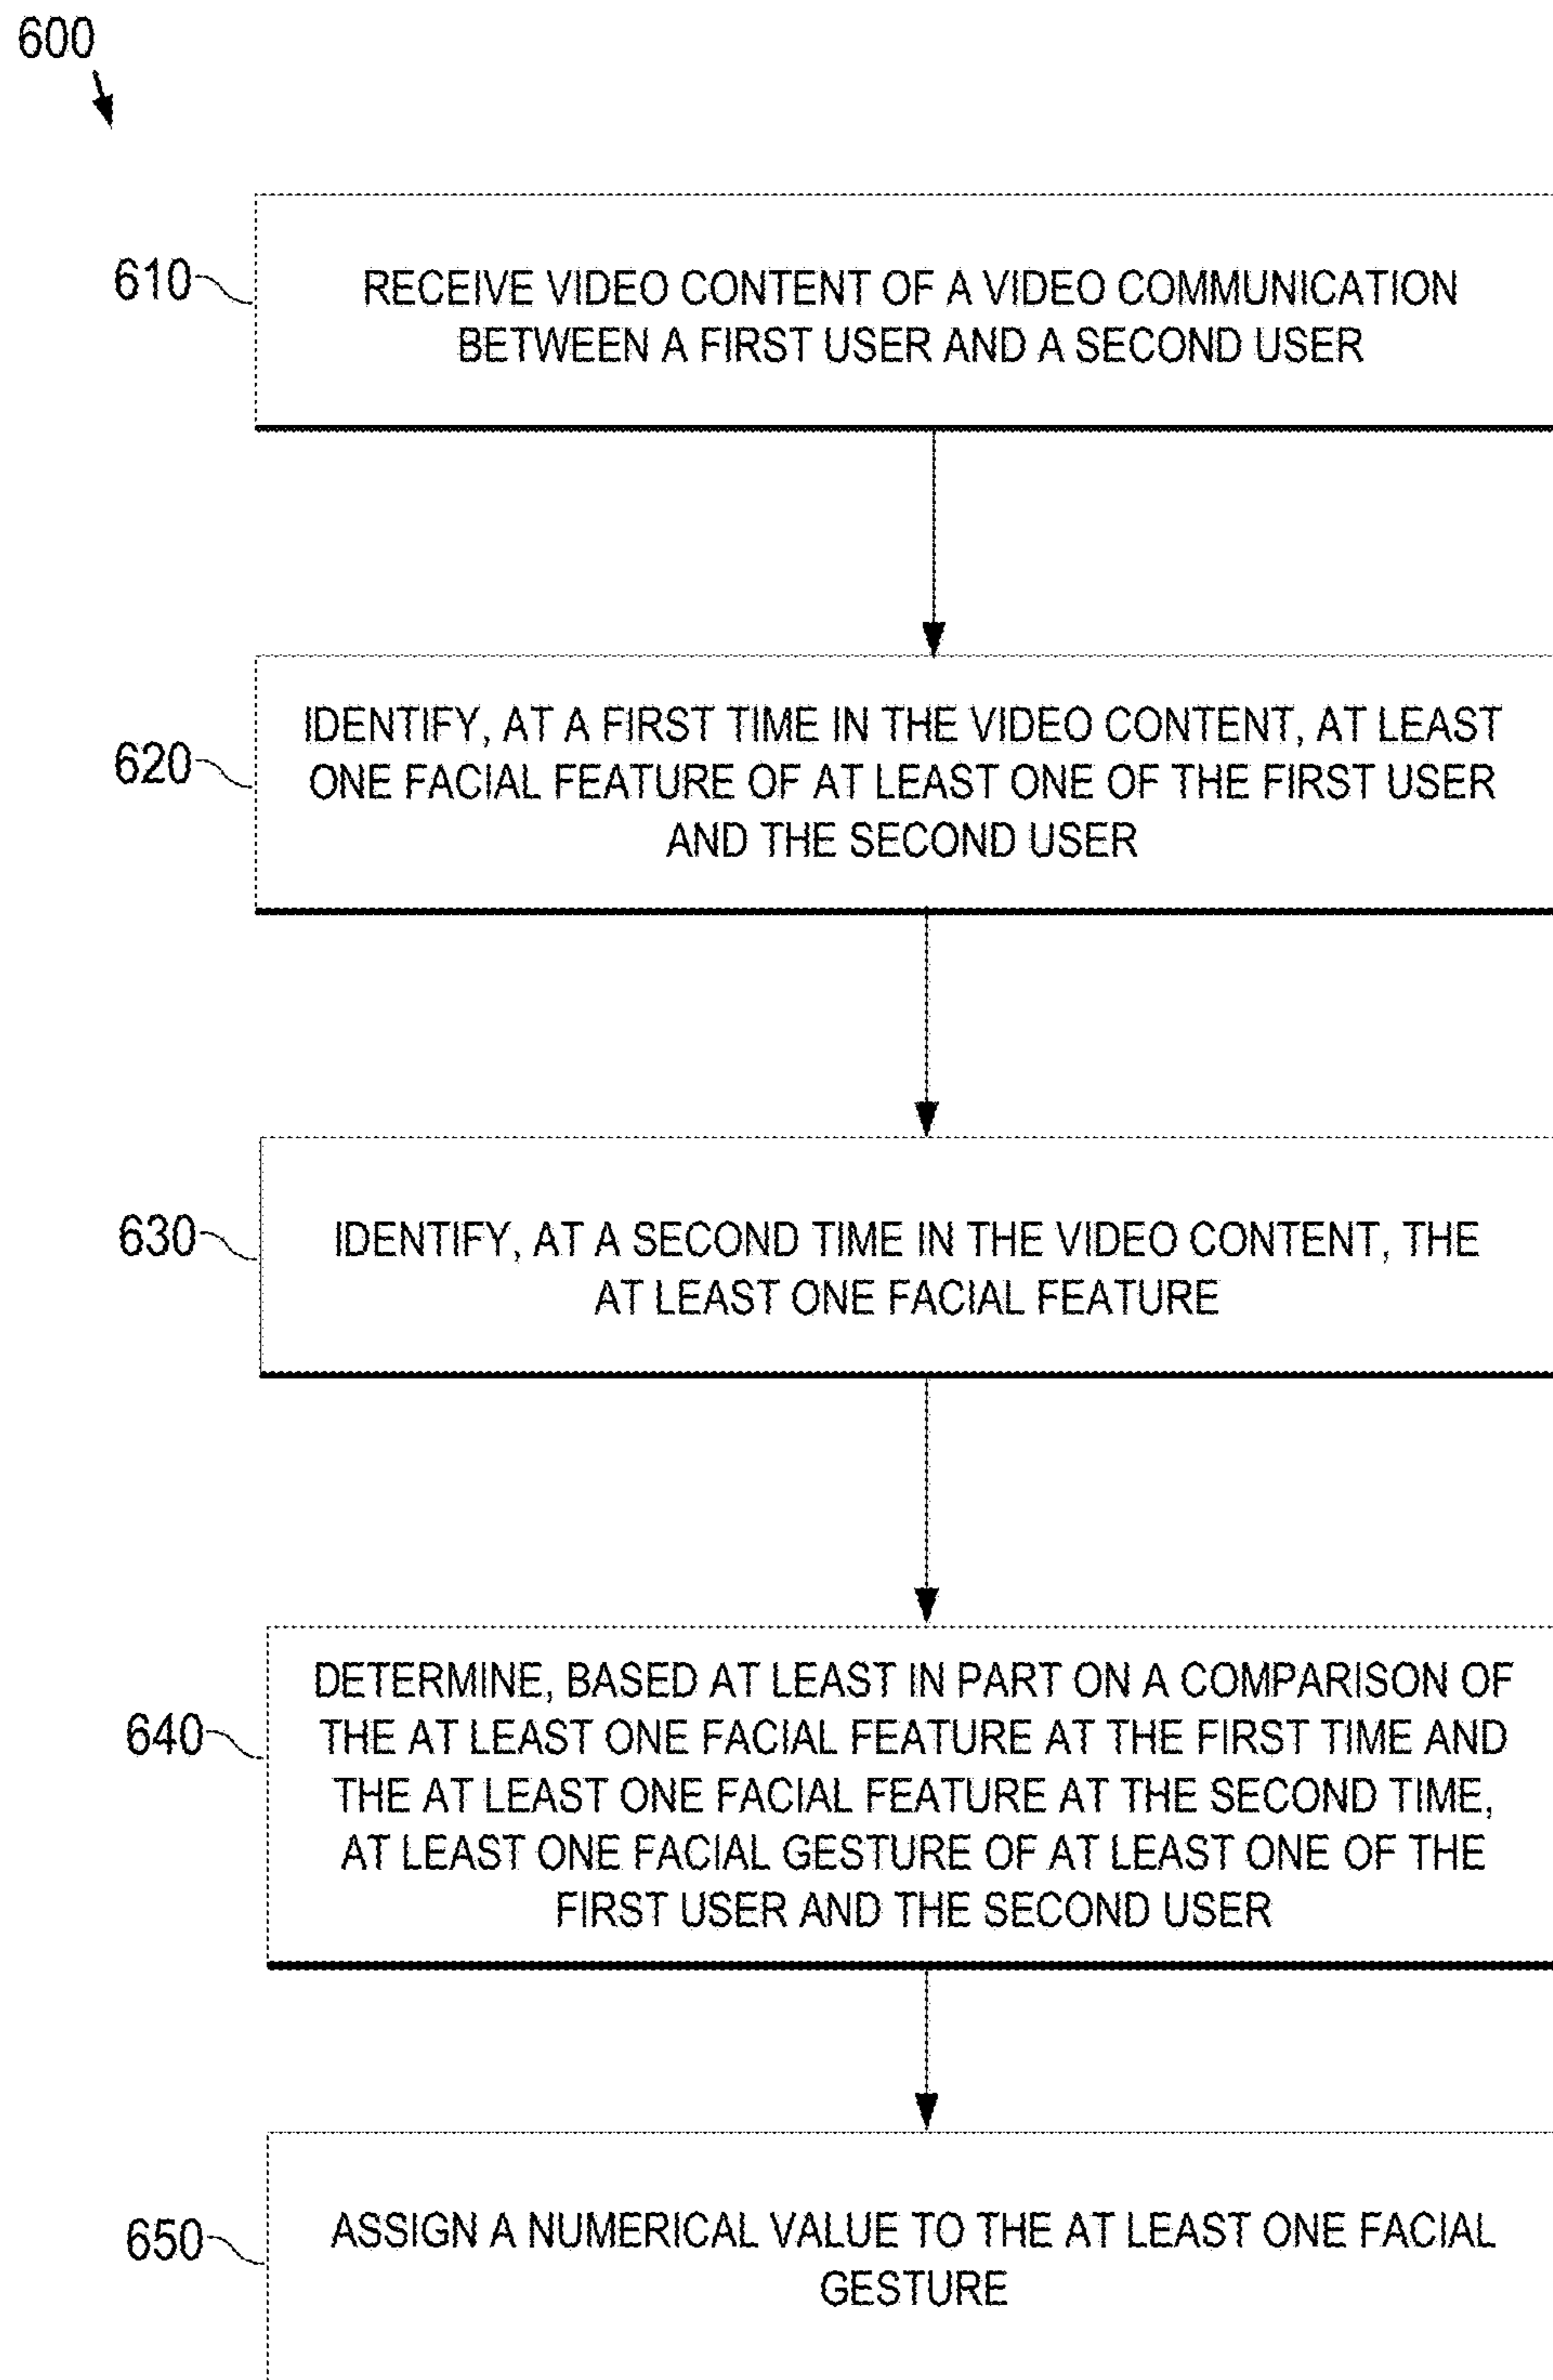 600
610
RECEIVE VIDEO CONTENT OF A VIDEO COMMUNICATION
BETWEEN A FIRST USER AND A SECOND USER
620
IDENTIFY, AT A FIRST TIME IN THE VIDEO CONTENT, AT LEAST
ONE FACIAL FEATURE OF AT LEAST ONE OF THE FIRST USER
AND THE SECOND USER
630
IDENTIFY, AT A SECOND TIME IN THE VIDEO CONTENT, THE
AT LEAST ONE FACIAL FEATURE
640
DETERMINE, BASED AT LEAST IN PART ON A COMPARISON OF
THE AT LEAST ONE FACIAL FEATURE AT THE FIRST TIME AND
THE AT LEAST ONE FACIAL FEATURE AT THE SECOND TIME,
AT LEAST ONE FACIAL GESTURE OF AT LEAST ONE OF THE
FIRST USER AND THE SECOND USER
650
ASSIGN A NUMERICAL VALUE TO THE AT LEAST ONE FACIAL
GESTURE